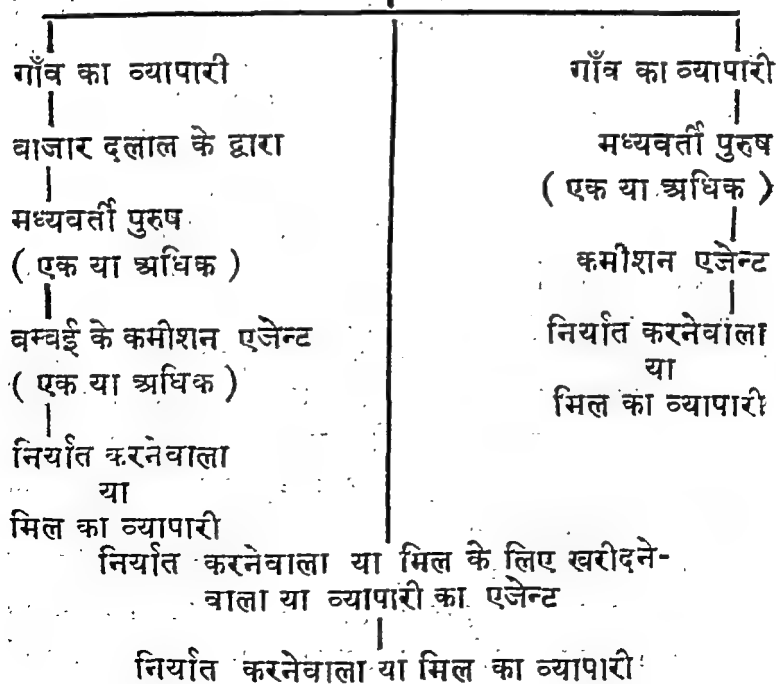 गाँव का व्यापारी
बाजार दलाल के द्वारा
मध्यवर्ती पुरुष
( एक या अधिक )
बम्बई के कमीशन एजेन्ट
( एक या अधिक )
निर्यात करनेवाला
या
मिल का व्यापारी
गाँव का व्यापारी
मध्यवर्ती पुरुष
( एक या अधिक )
कमीशन एजेन्ट
निर्यात करनेवाला
या
मिल का व्यापारी
निर्यात करनेवाला या मिल के लिए खरीदने-
वाला या व्यापारी का एजेन्ट
निर्यात करनेवाला या मिल का व्यापारी